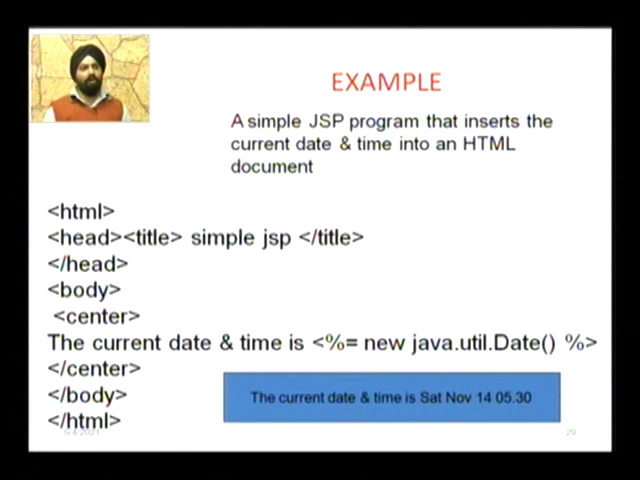 EXAMPLE
A simple JSP program that inserts the
current date & time into an HTML
document
<html>
<head><title> simple jsp </title>
</head>
<body>
<center>
The current date & time is <%= new java.util.Date() %>
</center>
</body>
The current date & time is Sat Nov 14 05.30
</html>
29